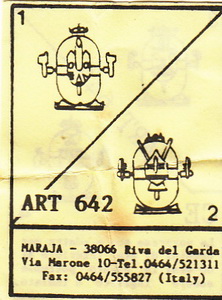 1
ART 642
2
MARAJA - 38066 Riva del Garda
Via Marone 10-Tel.0464/521311
Fax: 0464/555827 (Italy)